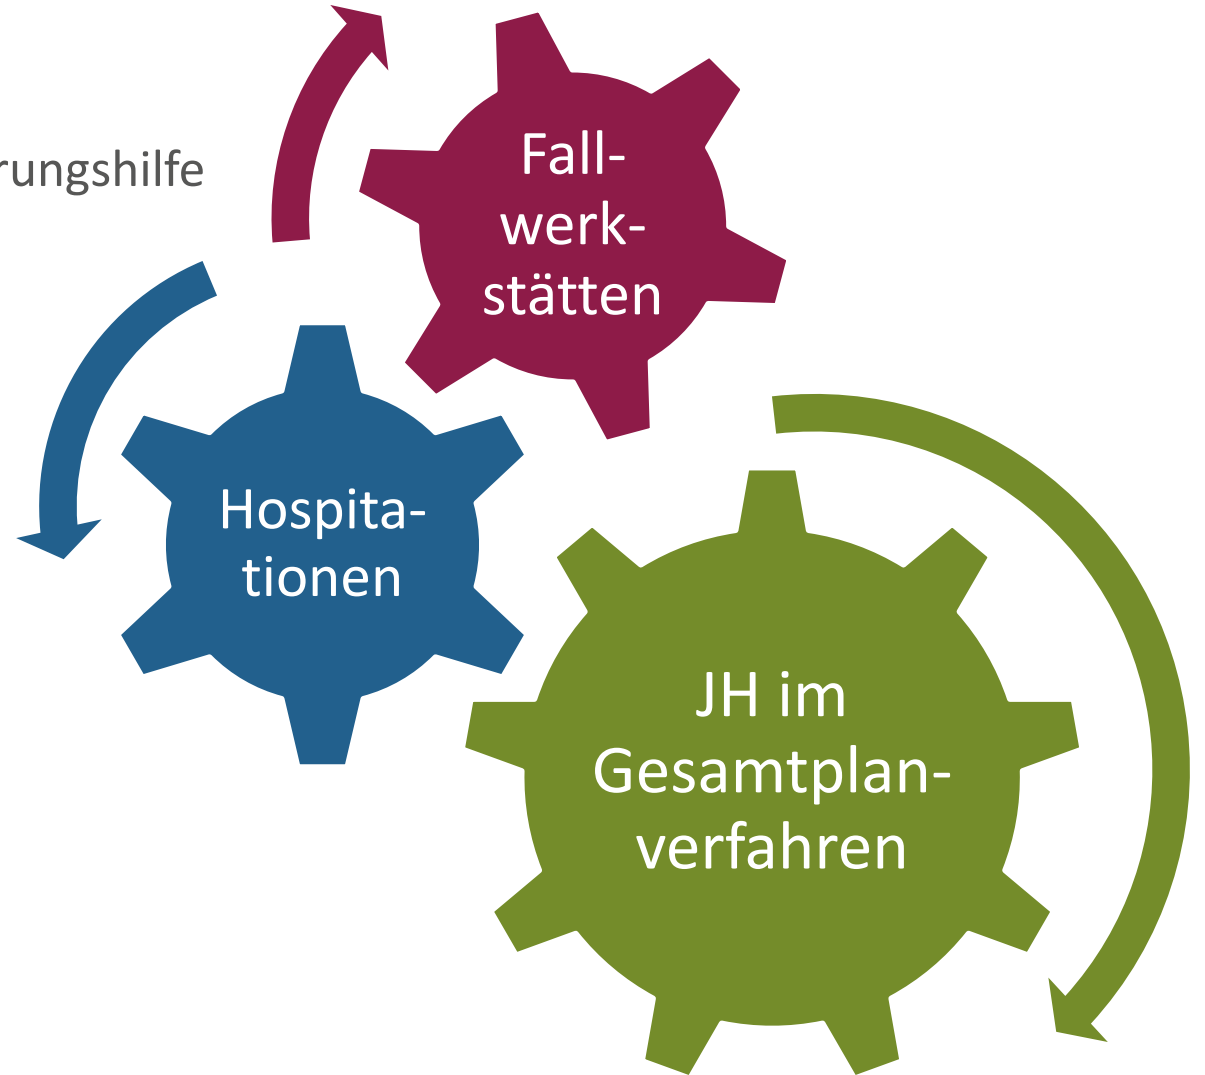 Fall-
werk-
stätten
rungshilfe
Hospita-
tionen
JH im
Gesamtplan-
verfahren